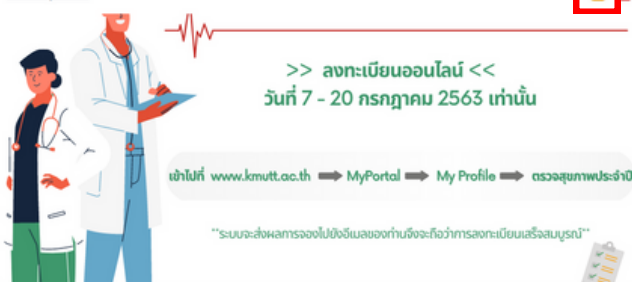 >> ลงทะเบียนออนไลน์ <<
วันที่ 7 - 20 กรกฎาคม 2563 เท่านั้น
เข้าไปที่ www.kmutt.ac.th ➡ MyPortal ➡ My Profile ➡ ตรวจสุขภาพประจำปี
**ระบบจะส่งผลการจองไปยังอีเมลของท่านจึงจะถือว่าการลงทะเบียนเสร็จสมบูรณ์**